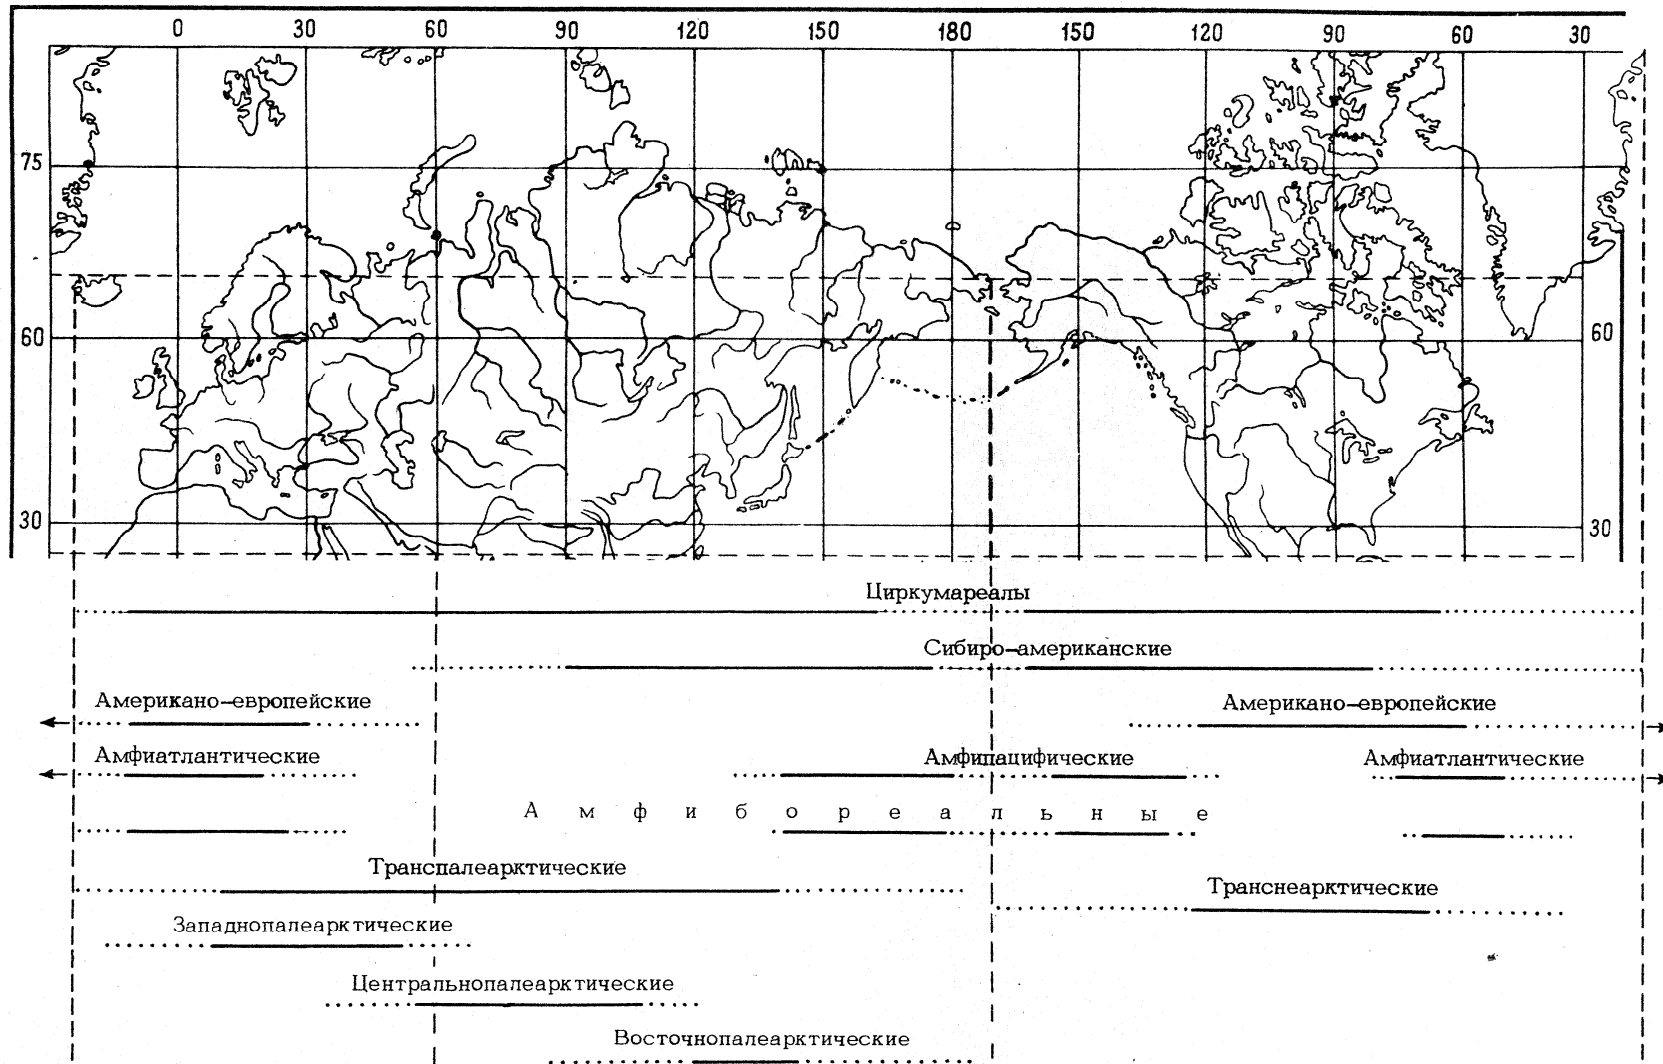 0 30 60 90 120 150 180 150 120 90 60 30
75
60 60
30 30
Циркумареалы
Сибиро–американские
Американо–европейские Американо–европейские
Амфиатлантические Амфипацифические Амфиатлантические
А м ф и б о р е а л ь н ы е
Транспалеарктические
Транснеарктические
Западнопалеарктические
Центральнопалеарктические
Восточнопалеарктические